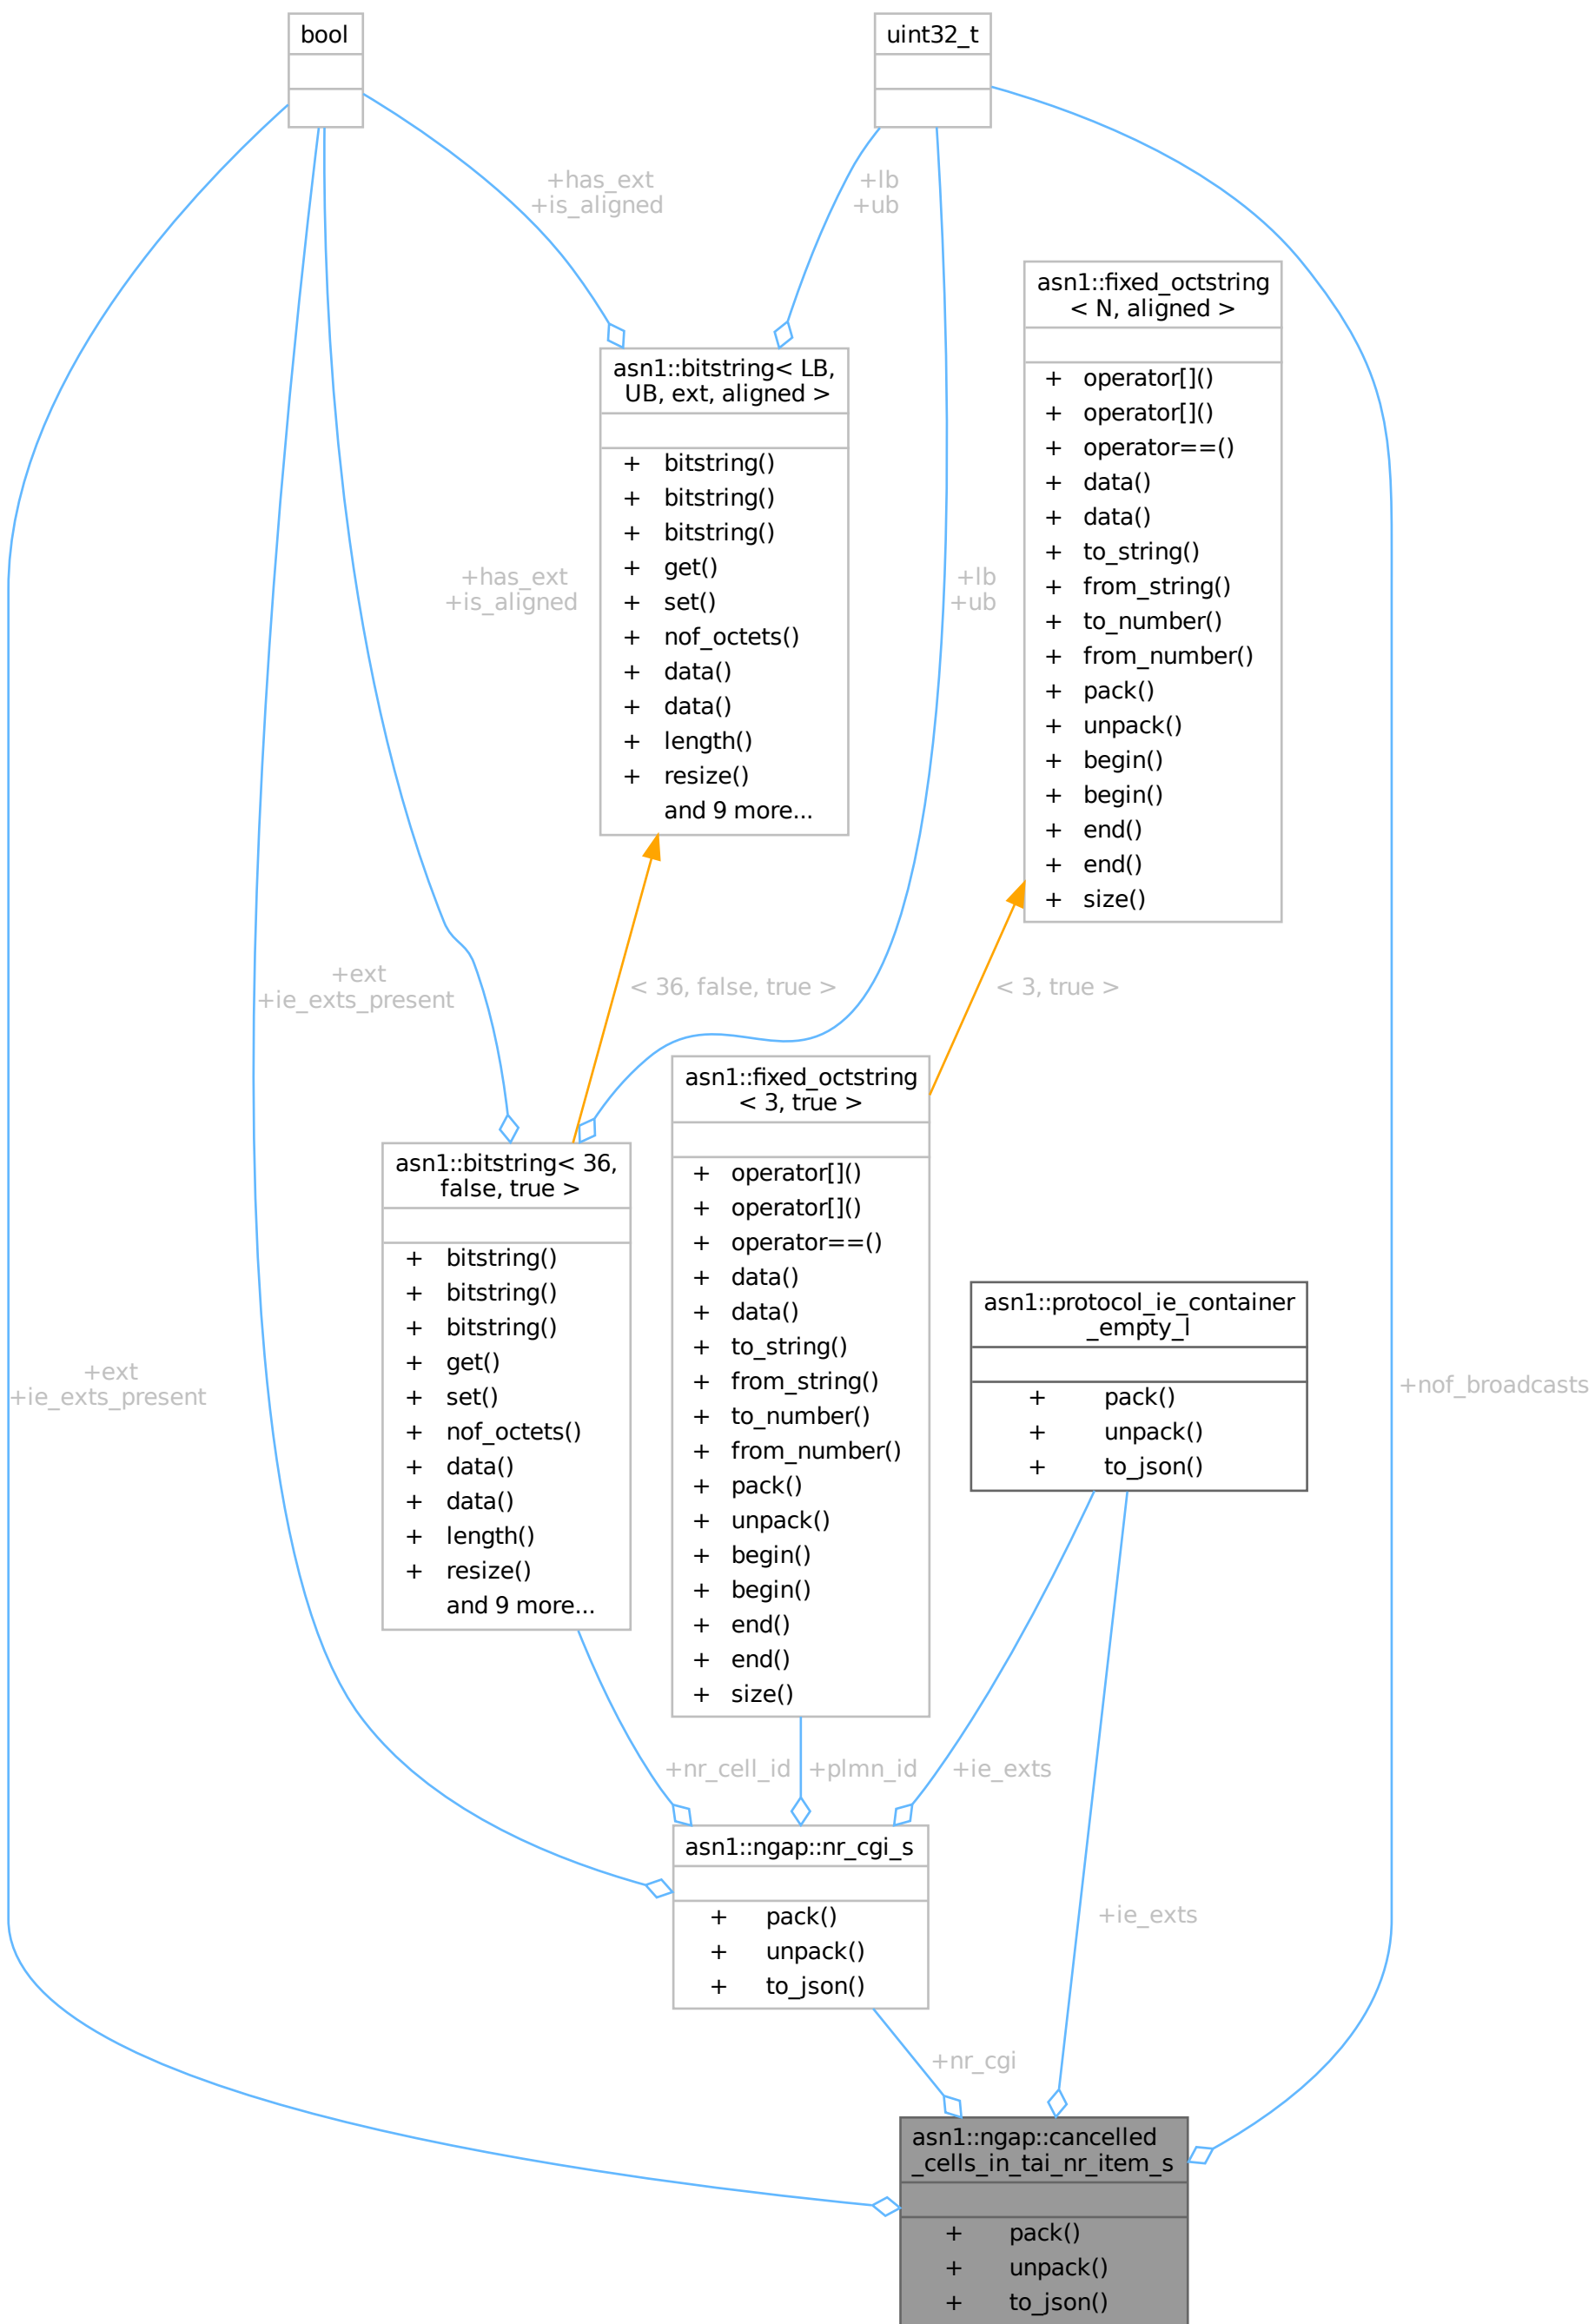 bool
uint32_t
+has_ext
+is_aligned
+lb
+ub
asn1::fixed_octstring
< N, aligned >
+ operator[]()
+ operator[]()
+ operator==()
+ data()
+ data()
+ to_string()
+ from_string()
+ to_number()
+ from_number()
+ pack()
+ unpack()
+ begin()
+ begin()
+ end()
+ end()
+ size()
asn1::bitstring< LB,
UB, ext, aligned >
+ bitstring()
+ bitstring()
+ bitstring()
+ get()
+ set()
+ nof_octets()
+ data()
+ data()
+ length()
+ resize()
and 9 more...
+has_ext
+is_aligned
+lb
+ub
+ext
+ie_exts_present
< 36, false, true >
< 3, true >
asn1::fixed_octstring
< 3, true >
+ operator[]()
+ operator[]()
+ operator==()
+ data()
+ data()
+ to_string()
+ from_string()
+ to_number()
+ from_number()
+ pack()
+ unpack()
+ begin()
+ begin()
+ end()
+ end()
+ size()
asn1::bitstring< 36,
false, true >
+ bitstring()
+ bitstring()
+ bitstring()
+ get()
+ set()
+ nof_octets()
+ data()
+ data()
+ length()
+ resize()
and 9 more...
asn1::protocol_ie_container
_empty_l
+ pack()
+ unpack()
+ to_json()
+ext
+ie_exts_present
+nof_broadcasts
+nr_cell_id
+plmn_id
+ie_exts
asn1::ngap::nr_cgi_s
+ pack()
+ unpack()
+ to_json()
+ie_exts
+nr_cgi
asn1::ngap::cancelled
_cells_in_tai_nr_item_s
+ pack()
+ unpack()
+ to_json()